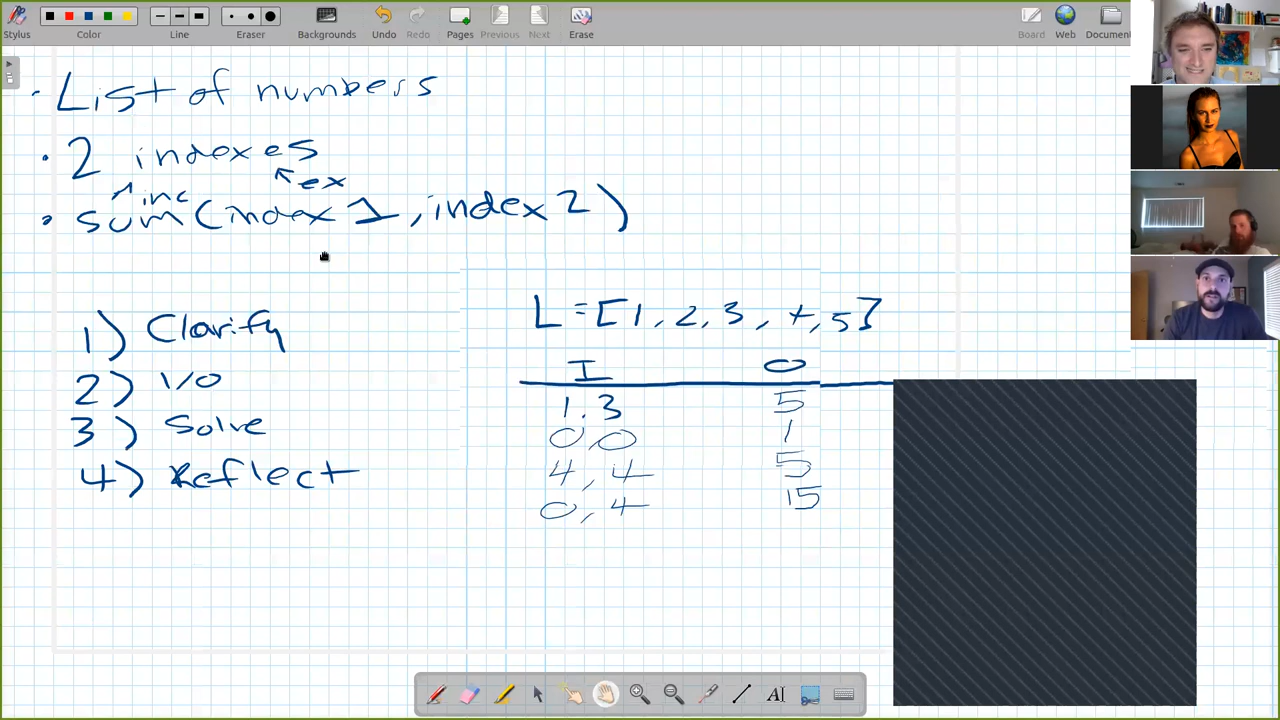 Stylus Color Line Eraser Backgrounds Undo Redo Pages Previous Next Erase Board Web Documen
· List of numbers
· 2 indexes
inc ex
· sum(index 1, index 2)
1) Clarify
2) I/O
3) Solve
4) Reflect
L = [1, 2, 3, 4, 5]
I O
1, 3 5
0, 0 1
4, 4 5
0, 4 15
AI